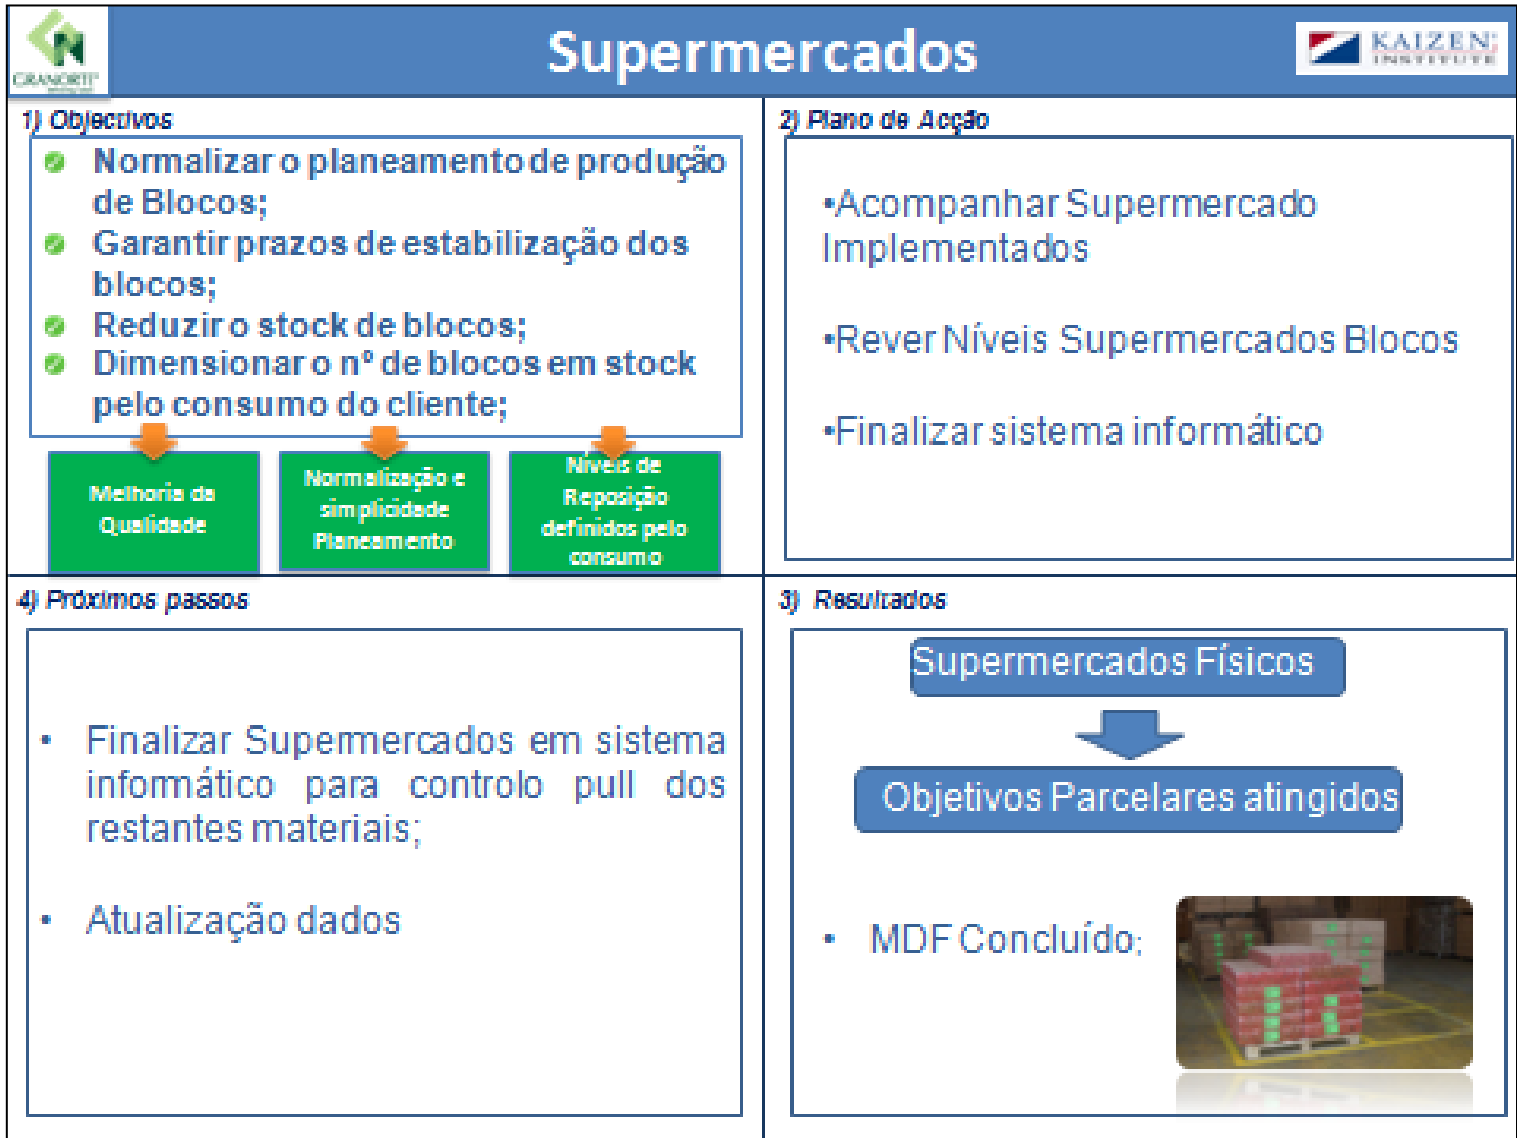 GRANORTE
Supermercados
KAIZEN
INSTITUTE
1) Objectivos
Normalizar o planeamento de produção
de Blocos;
Garantir prazos de estabilização dos
blocos;
Reduzir o stock de blocos;
Dimensionar o nº de blocos em stock
pelo consumo do cliente;
Melhoria da
Qualidade
Normalização e
simplicidade
Planeamento
Níveis de
Reposição
definidos pelo
consumo
2) Plano de Acção
•Acompanhar Supermercado
Implementados
•Rever Níveis Supermercados Blocos
•Finalizar sistema informático
4) Próximos passos
• Finalizar Supermercados em sistema
informático para controlo pull dos
restantes materiais;
• Atualização dados
3) Resultados
Supermercados Físicos
Objetivos Parcelares atingidos
• MDF Concluído;